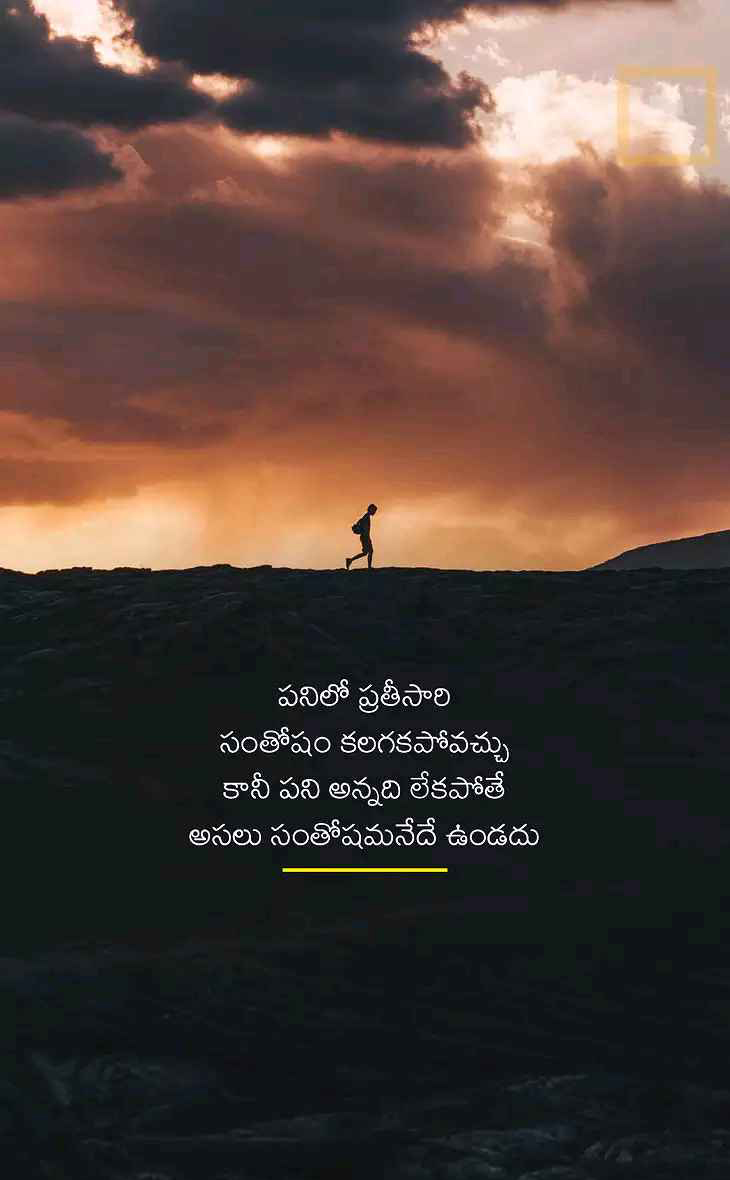 పనిలో ప్రతీసారి
సంతోషం కలగకపోవచ్చు
కానీ పని అన్నది లేకపోతే
అసలు సంతోషమనేదే ఉండదు